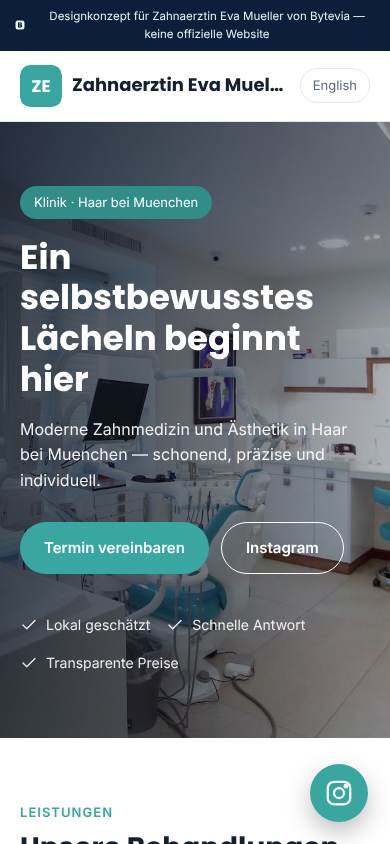 B
Designkonzept für Zahnaerztin Eva Mueller von Bytevia —
keine offizielle Website
ZE
Zahnaerztin Eva Muel...
English
Klinik · Haar bei Muenchen
Ein
selbstbewusstes
Lächeln beginnt
hier
Moderne Zahnmedizin und Ästhetik in Haar
bei Muenchen — schonend, präzise und
individuell.
Termin vereinbaren
Instagram
Lokal geschätzt
Schnelle Antwort
Transparente Preise
LEISTUNGEN
Unsere Behandlungen